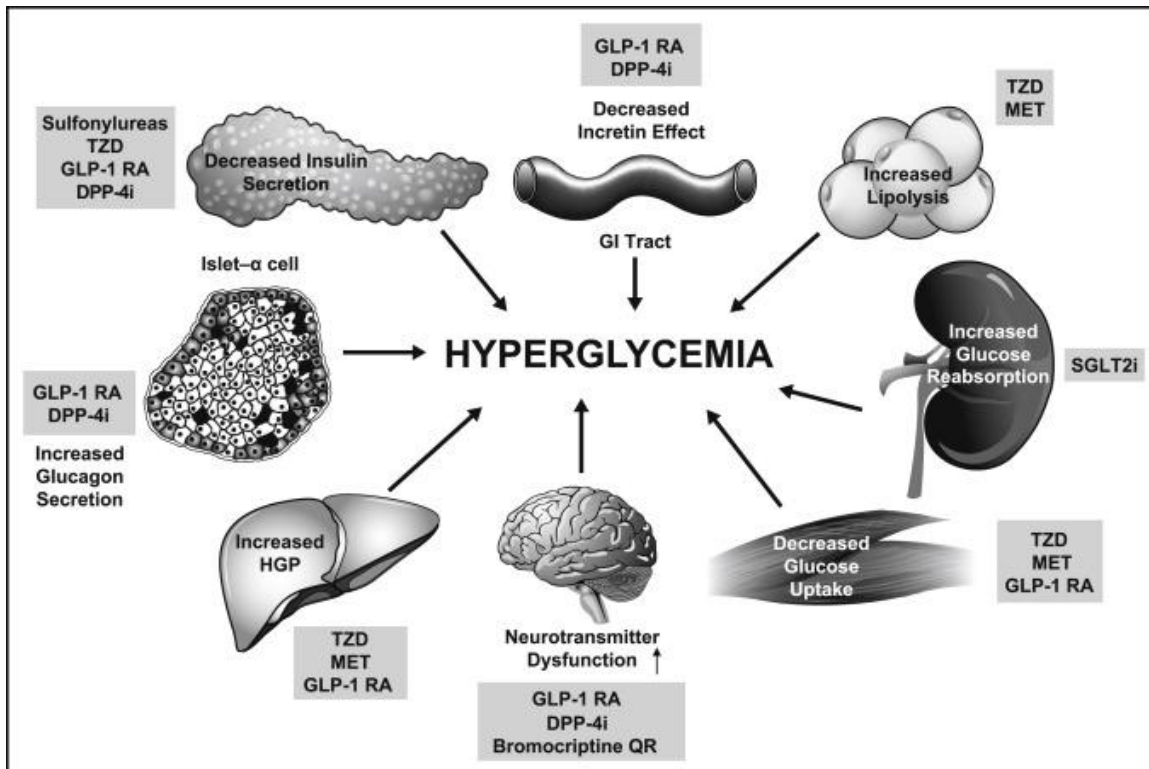 GLP-1 RA
DPP-4i
Decreased
Incretin Effect
GI Tract
TZD
MET
Increased
Lipolysis
Sulfonylureas
TZD
GLP-1 RA
DPP-4i
Decreased Insulin
Secretion
Islet–α cell
HYPERGLYCEMIA
Increased
Glucose
Reabsorption
SGLT2i
GLP-1 RA
DPP-4i
Increased
Glucagon
Secretion
Increased
HGP
TZD
MET
GLP-1 RA
Neurotransmitter
Dysfunction ↑
GLP-1 RA
DPP-4i
Bromocriptine QR
Decreased
Glucose
Uptake
TZD
MET
GLP-1 RA